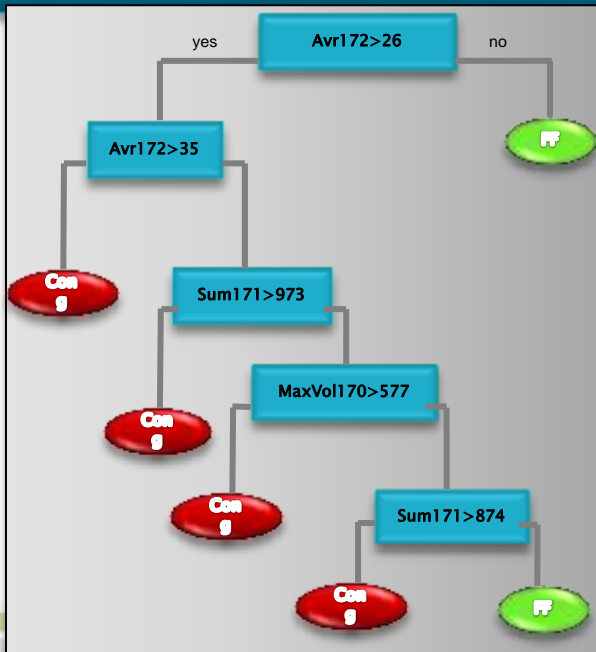 Avr172>26
yes
no
FF
Avr172>35
Con
g
Sum171>973
Con
g
MaxVol170>577
Con
g
Sum171>874
Con
g
FF